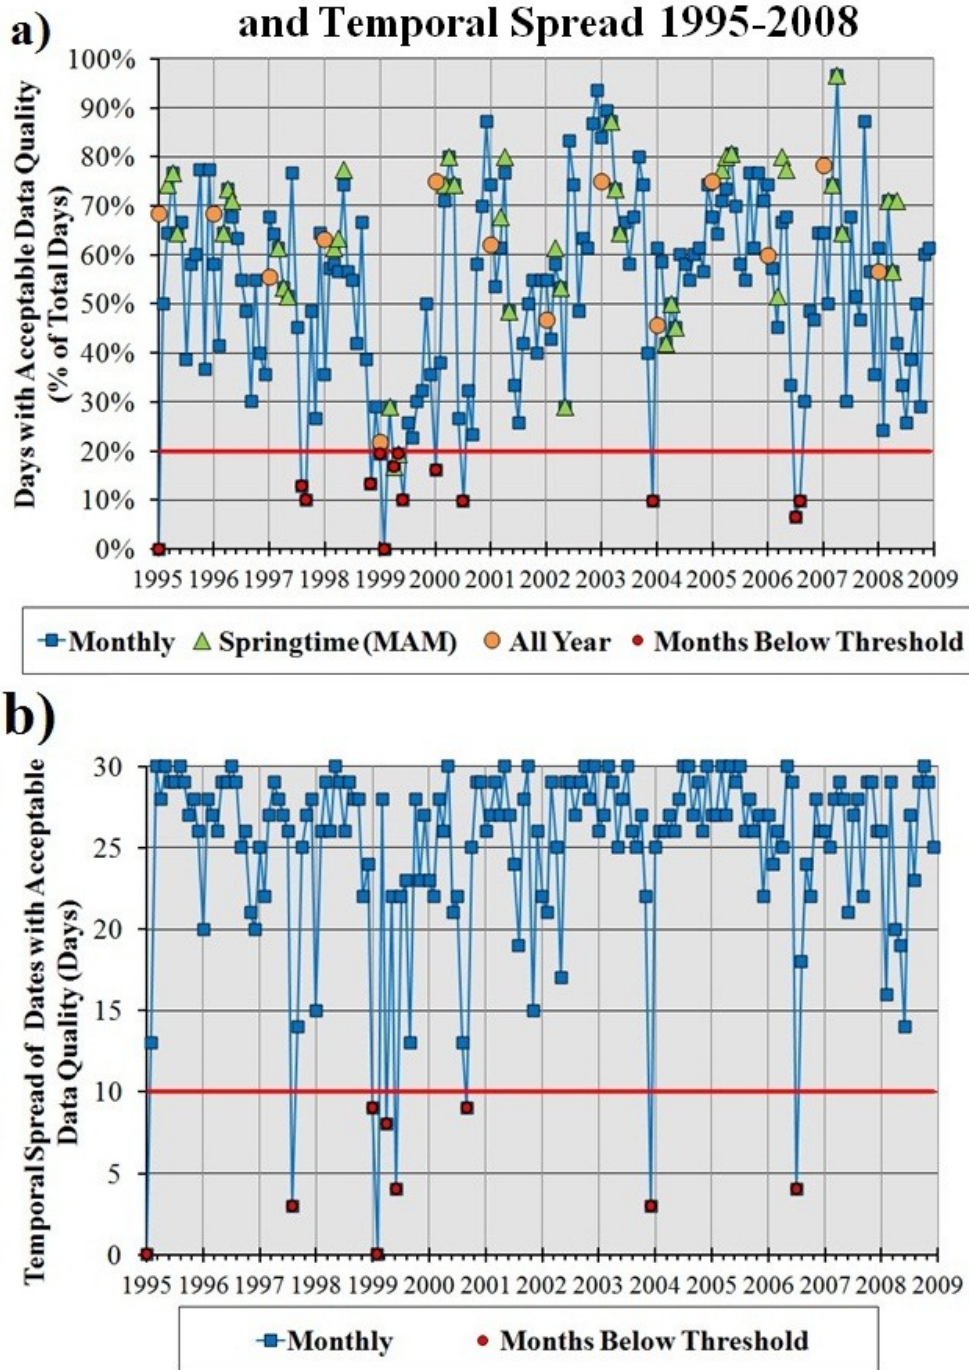 and Temporal Spread 1995-2008
a)
Days with Acceptable Data Quality
(% of Total Days)
100%
90%
80%
70%
60%
50%
40%
30%
20%
10%
0%
1995 1996 1997 1998 1999 2000 2001 2002 2003 2004 2005 2006 2007 2008 2009
Monthly Springtime (MAM) All Year Months Below Threshold
b)
Temporal Spread of Dates with Acceptable
Data Quality (Days)
30
25
20
15
10
5
0
1995 1996 1997 1998 1999 2000 2001 2002 2003 2004 2005 2006 2007 2008 2009
Monthly Months Below Threshold